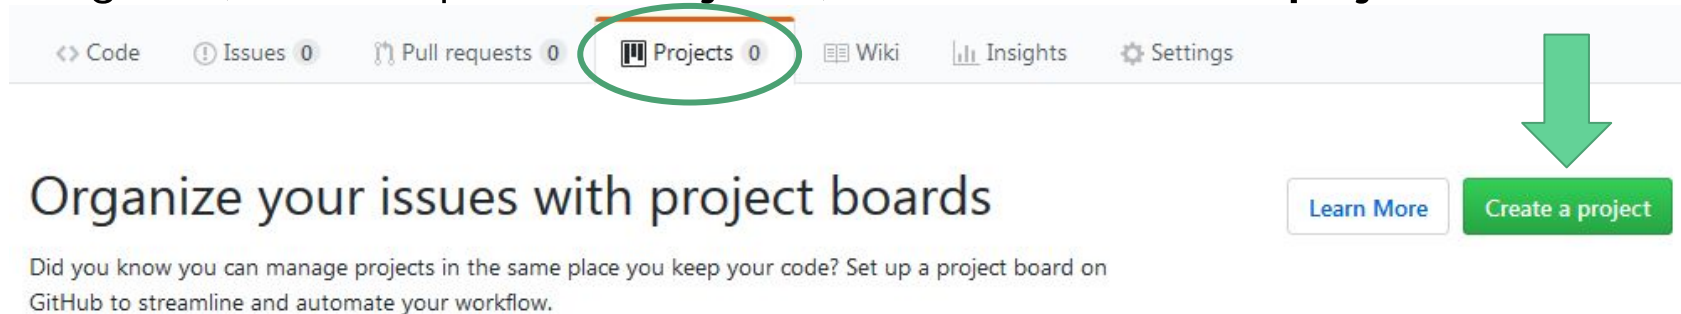 Code Issues 0 Pull requests 0 Projects 0 Wiki Insights Settings
Organize your issues with project boards
Learn More Create a project
Did you know you can manage projects in the same place you keep your code? Set up a project board on
GitHub to streamline and automate your workflow.